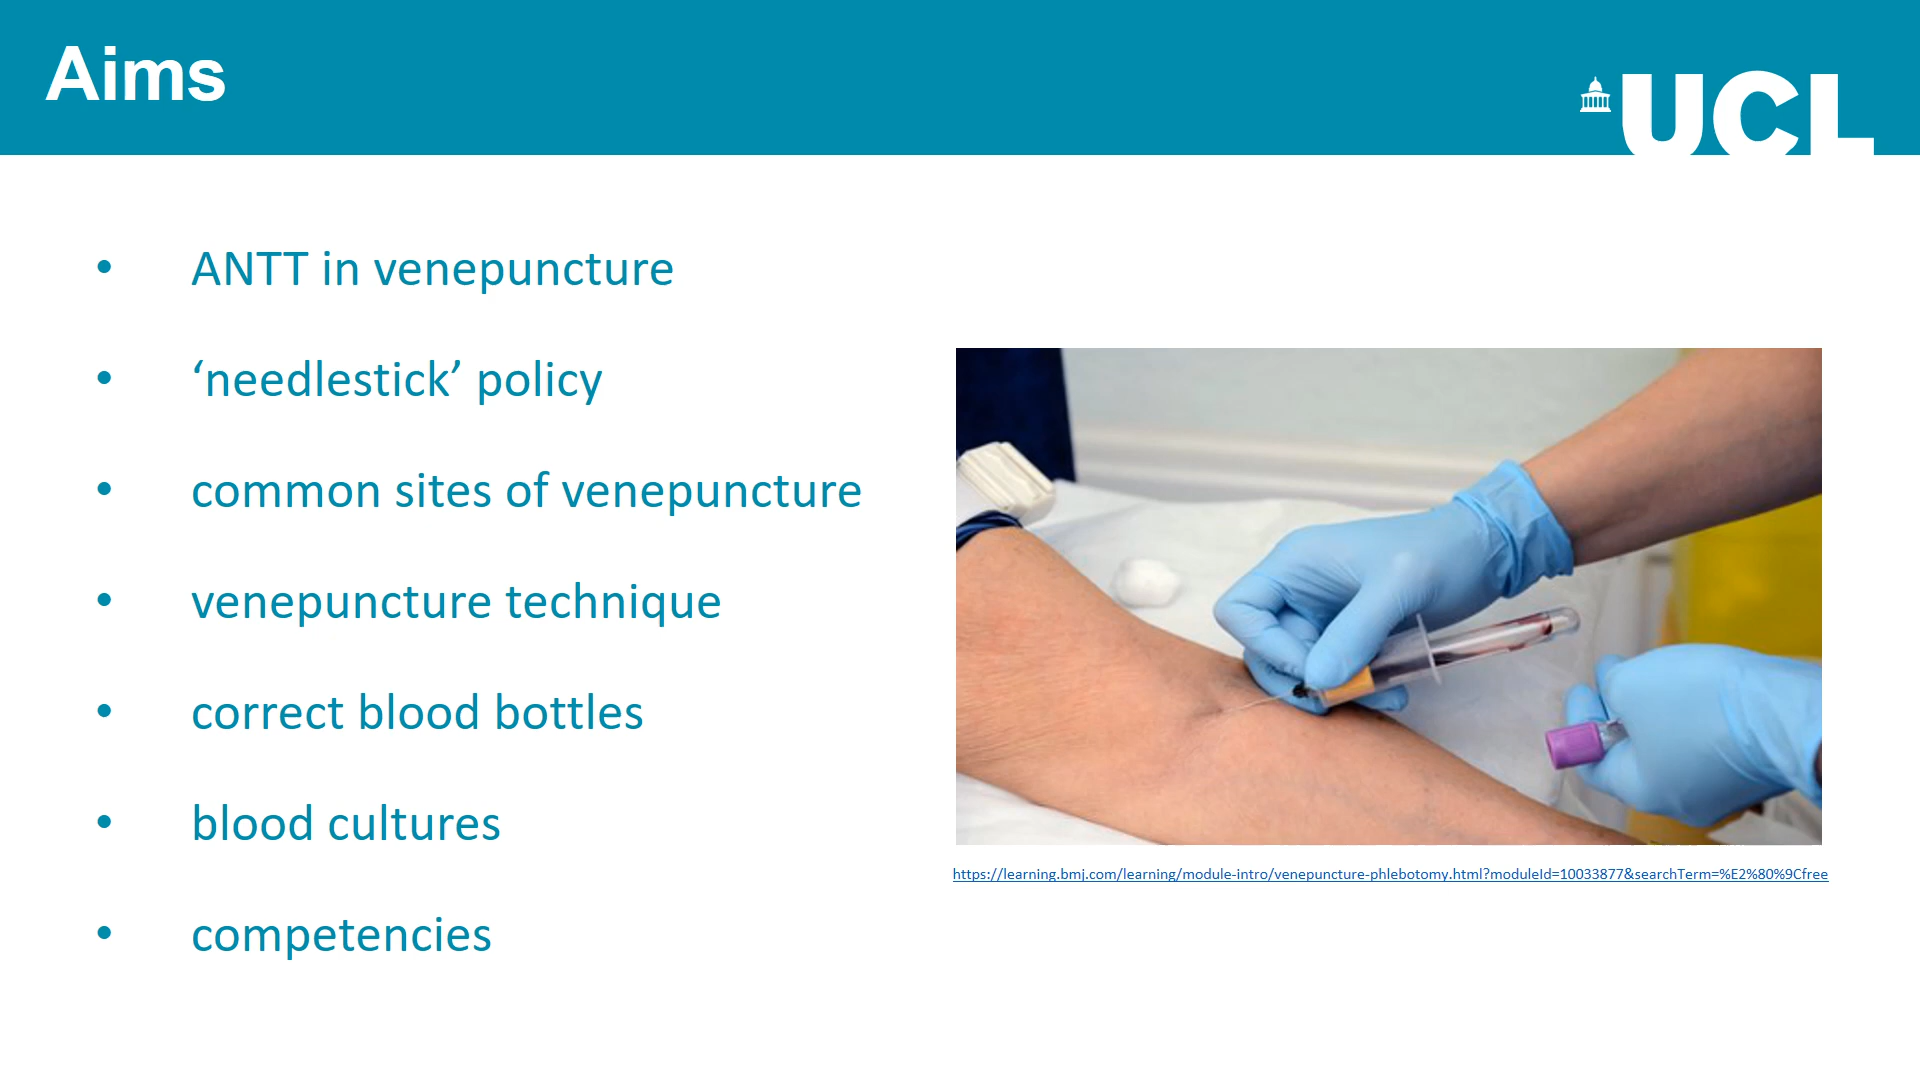 Aims
UCL
• ANTT in venepuncture
• ‘needlestick’ policy
• common sites of venepuncture
• venepuncture technique
• correct blood bottles
• blood cultures
• competencies
https://learning.bmj.com/learning/module-intro/venepuncture-phlebotomy.html?moduleId=10033877&searchTerm=%E2%80%9Cfree